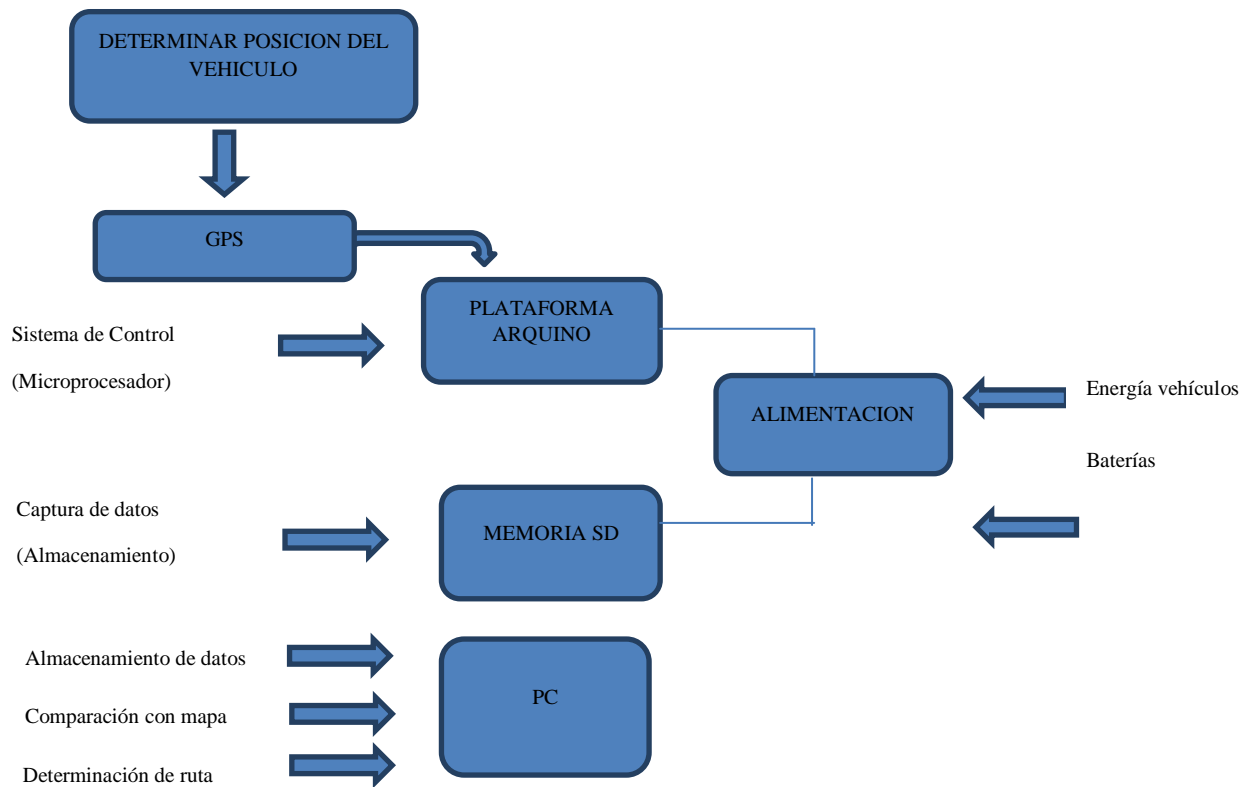 DETERMINAR POSICION DEL
VEHICULO
GPS
PLATAFORMA
ARQUINO
Sistema de Control
(Microprocesador)
ALIMENTACION
Energía vehículos
Baterías
Captura de datos
(Almacenamiento)
MEMORIA SD
Almacenamiento de datos
Comparación con mapa
Determinación de ruta
PC